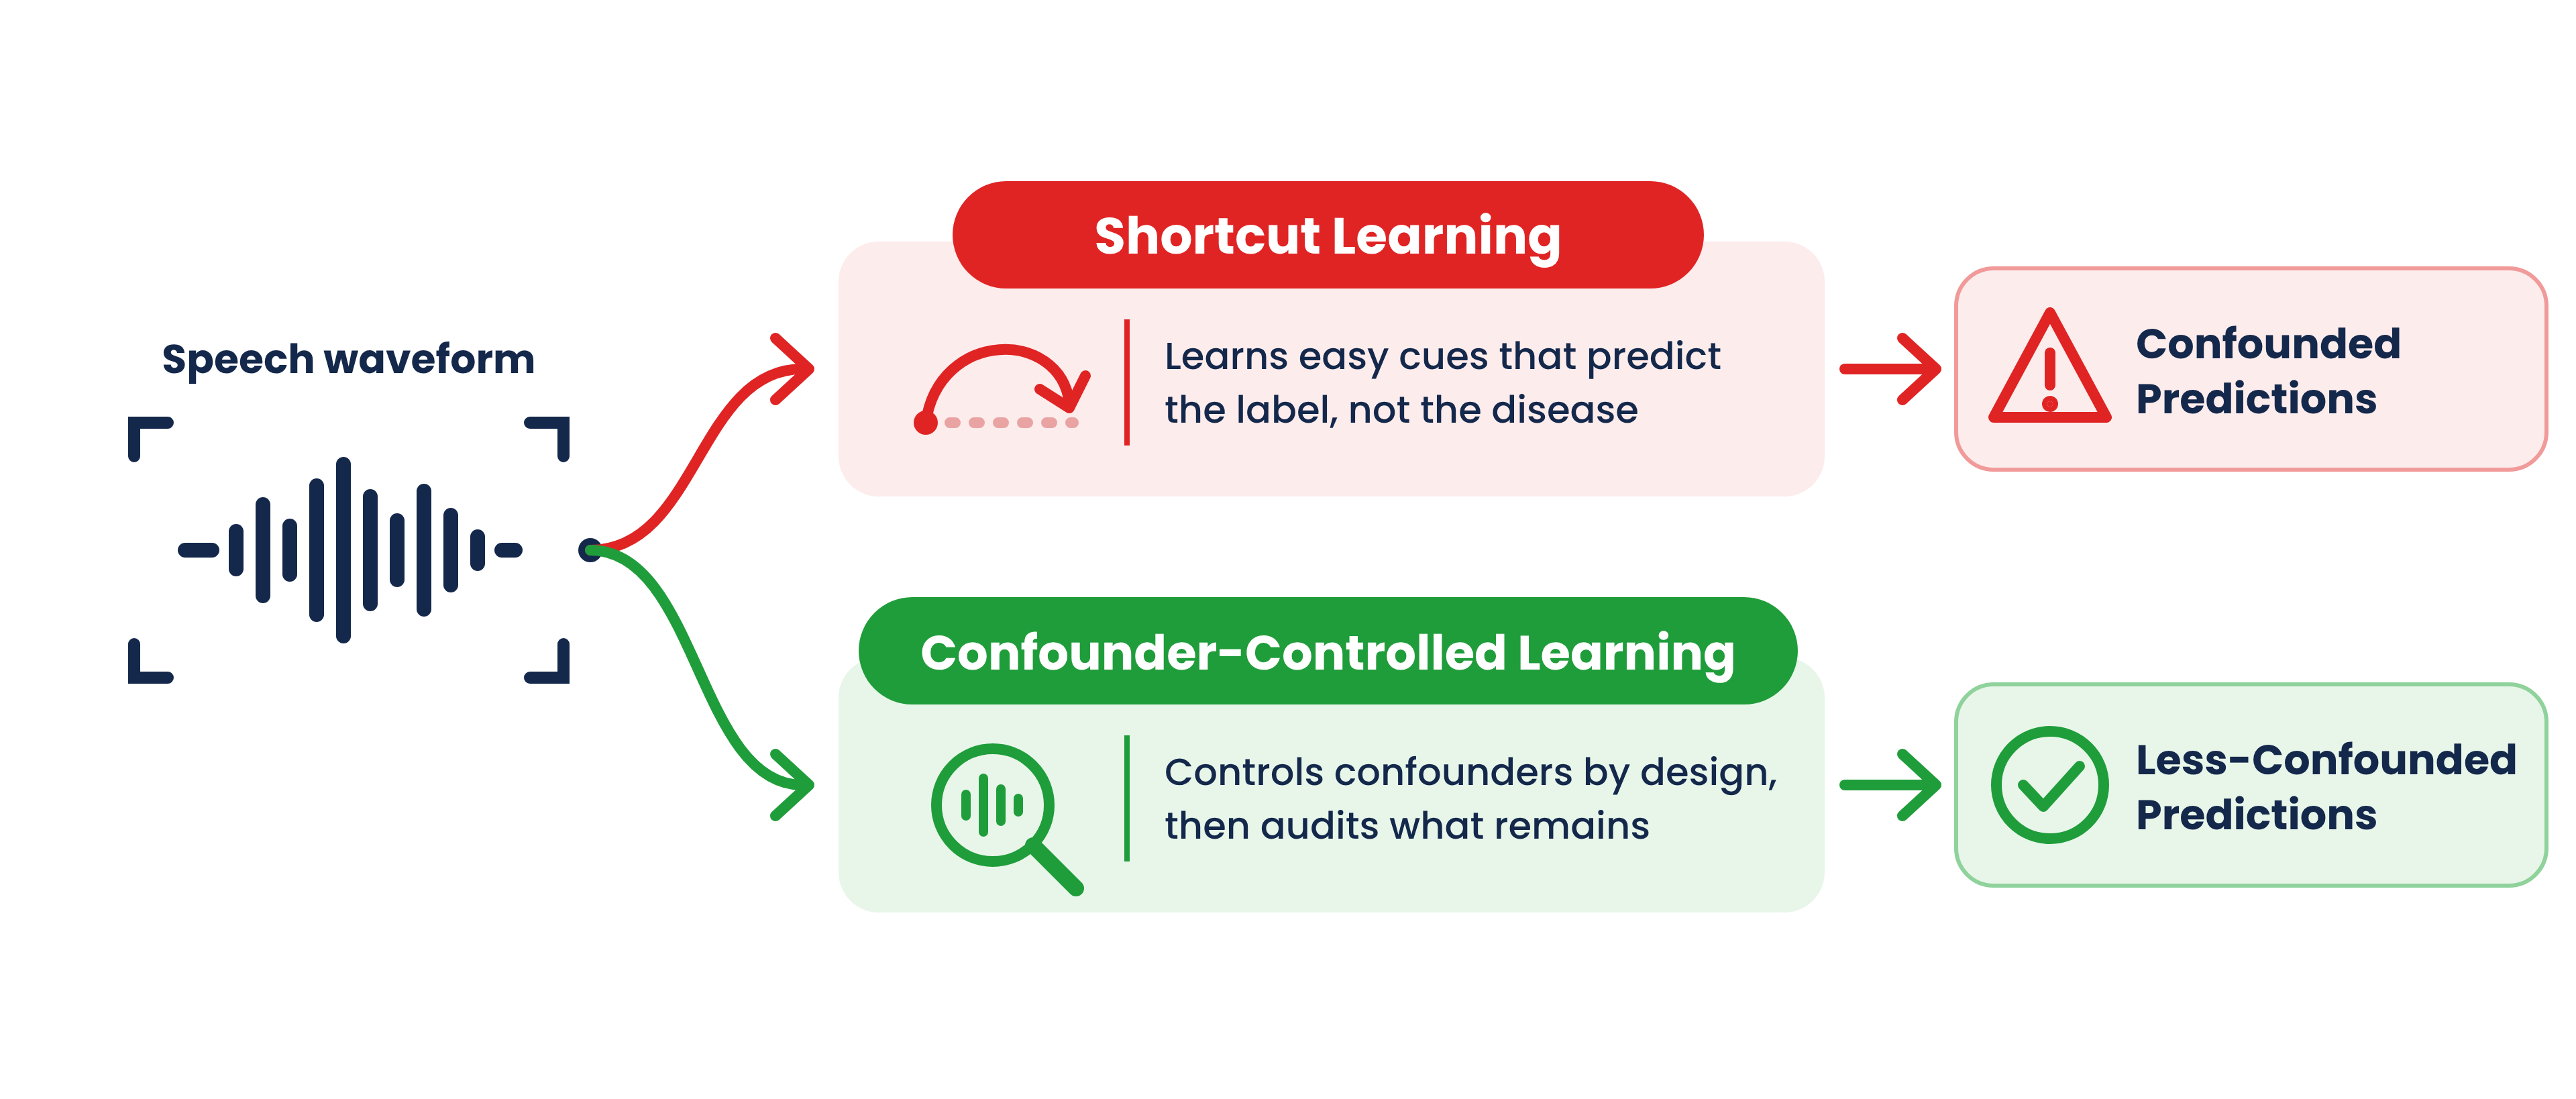 Speech waveform
Shortcut Learning
Learns easy cues that predict
the label, not the disease
Confounded
Predictions
Confounder-Controlled Learning
Controls confounders by design,
then audits what remains
Less-Confounded
Predictions